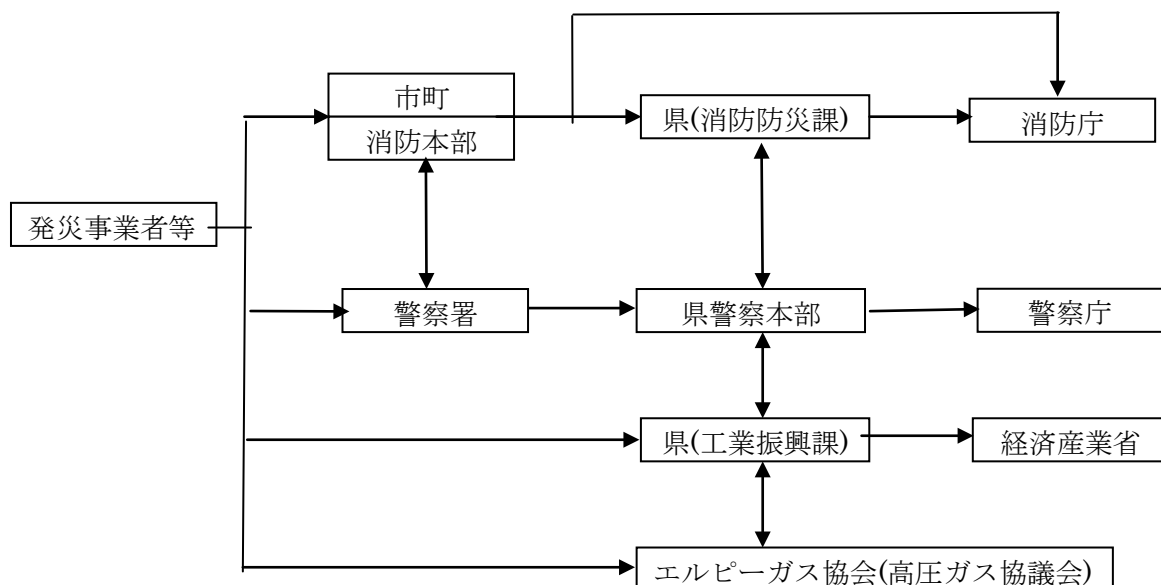 市町
消防本部
県(消防防災課)
消防庁
発災事業者等
警察署
県警察本部
警察庁
県(工業振興課)
経済産業省
エルピーガス協会(高圧ガス協議会)